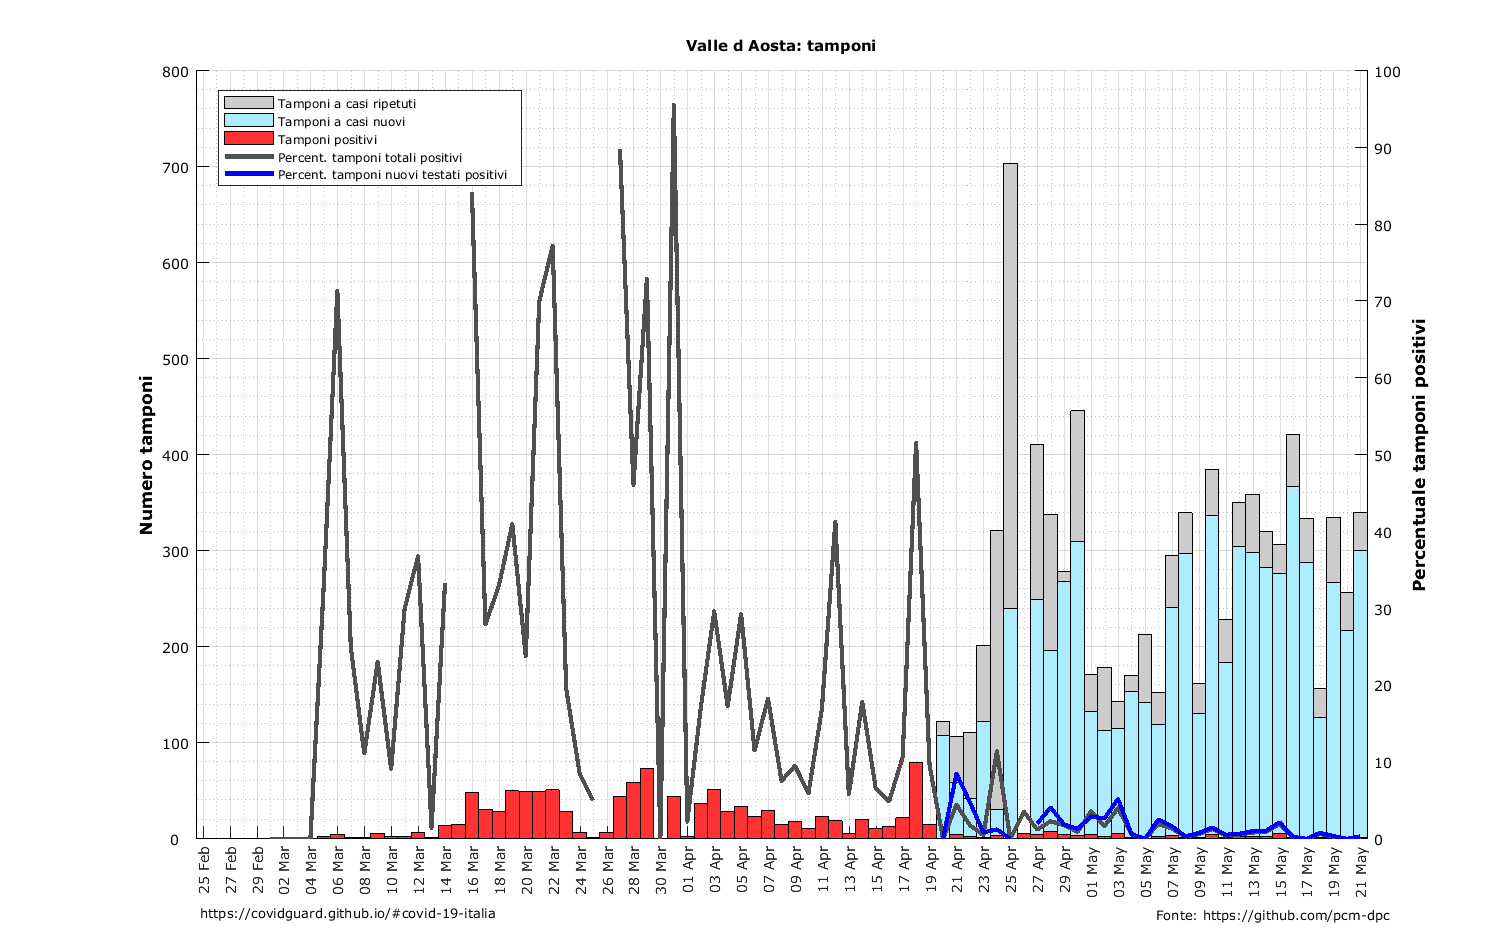 Valle d Aosta: tamponi
Tamponi a casi ripetuti
Tamponi a casi nuovi
Tamponi positivi
Percent. tamponi totali positivi
Percent. tamponi nuovi testati positivi
Numero tamponi
800
700
600
500
400
300
200
100
0
Percentuale tamponi positivi
100
90
80
70
60
50
40
30
20
10
0
25 Feb
27 Feb
29 Feb
02 Mar
04 Mar
06 Mar
08 Mar
10 Mar
12 Mar
14 Mar
16 Mar
18 Mar
20 Mar
22 Mar
24 Mar
26 Mar
28 Mar
30 Mar
01 Apr
03 Apr
05 Apr
07 Apr
09 Apr
11 Apr
13 Apr
15 Apr
17 Apr
19 Apr
21 Apr
23 Apr
25 Apr
27 Apr
29 Apr
01 May
03 May
05 May
07 May
09 May
11 May
13 May
15 May
17 May
19 May
21 May
https://covidguard.github.io/#covid-19-italia
Fonte: https://github.com/pcm-dpc